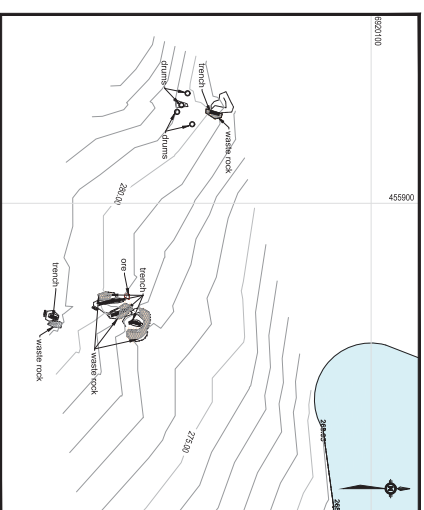 6920100
455900
trench
drums
waste rock
drums
280.00
trench
ore
trench
waste rock
waste rock
275.00